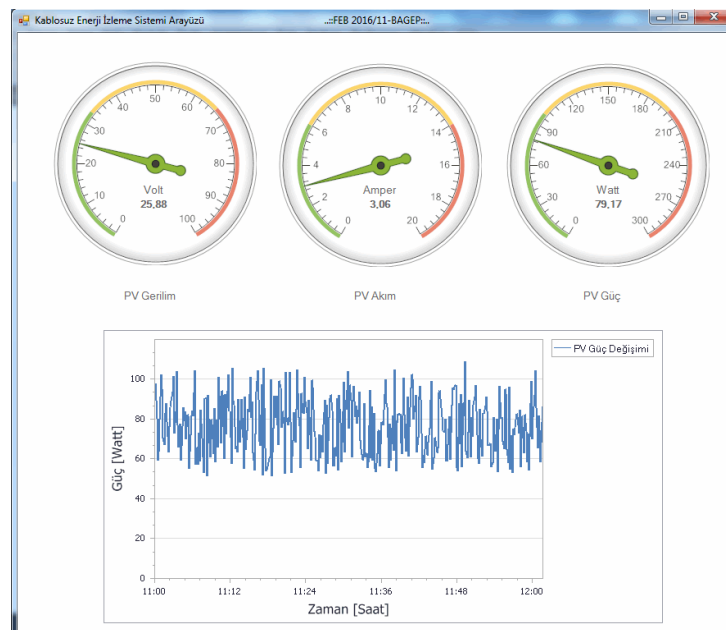 Kablosuz Enerji İzleme Sistemi Arayüzü
..::FEB 2016/11-BAGEP::..
0 10 20 30 40 50 60 70 80 90 100
Volt
25,88
0 2 4 6 8 10 12 14 16 18 20
Amper
3,06
0 30 60 90 120 150 180 210 240 270 300
Watt
79,17
PV Gerilim
PV Akım
PV Güç
PV Güç Değişimi
Güç [Watt]
100
80
60
40
20
0
11:00 11:12 11:24 11:36 11:48 12:00
Zaman [Saat]